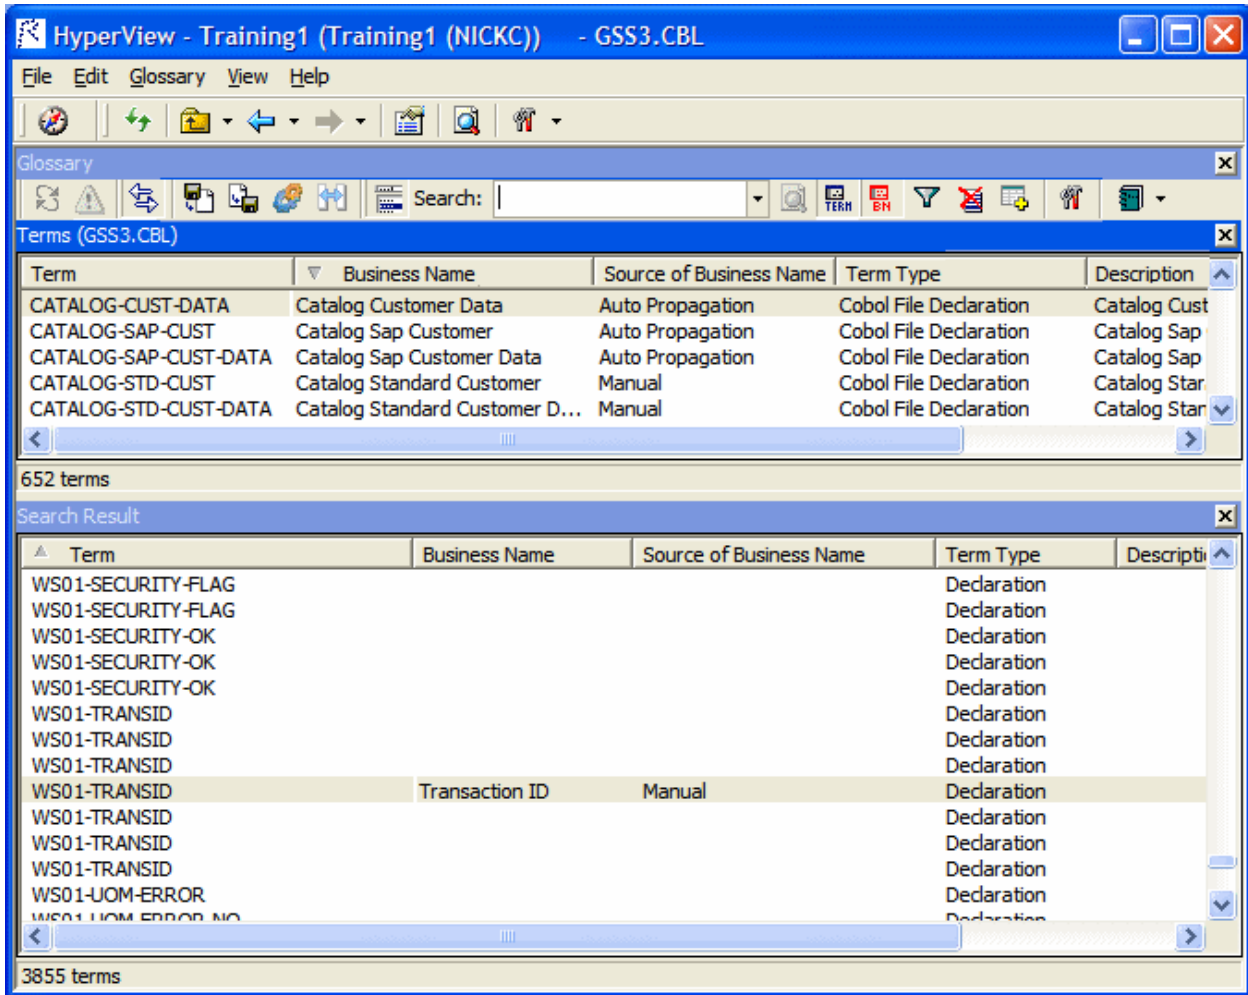 HyperView - Training1 (Training1 (NICKC)) - GSS3.CBL
File Edit Glossary View Help
Glossary
Search: TERM BN
Terms (GSS3.CBL)
Term Business Name Source of Business Name Term Type Description
CATALOG-CUST-DATA Catalog Customer Data Auto Propagation Cobol File Declaration Catalog Cust
CATALOG-SAP-CUST Catalog Sap Customer Auto Propagation Cobol File Declaration Catalog Sap
CATALOG-SAP-CUST-DATA Catalog Sap Customer Data Auto Propagation Cobol File Declaration Catalog Sap
CATALOG-STD-CUST Catalog Standard Customer Manual Cobol File Declaration Catalog Star
CATALOG-STD-CUST-DATA Catalog Standard Customer D... Manual Cobol File Declaration Catalog Stan
652 terms
Search Result
Term Business Name Source of Business Name Term Type Descripti
WS01-SECURITY-FLAG Declaration
WS01-SECURITY-FLAG Declaration
WS01-SECURITY-OK Declaration
WS01-SECURITY-OK Declaration
WS01-SECURITY-OK Declaration
WS01-TRANSID Declaration
WS01-TRANSID Declaration
WS01-TRANSID Declaration
WS01-TRANSID Transaction ID Manual Declaration
WS01-TRANSID Declaration
WS01-TRANSID Declaration
WS01-TRANSID Declaration
WS01-UOM-ERROR Declaration
WS01-UOM-ERROR-NO Declaration
3855 terms